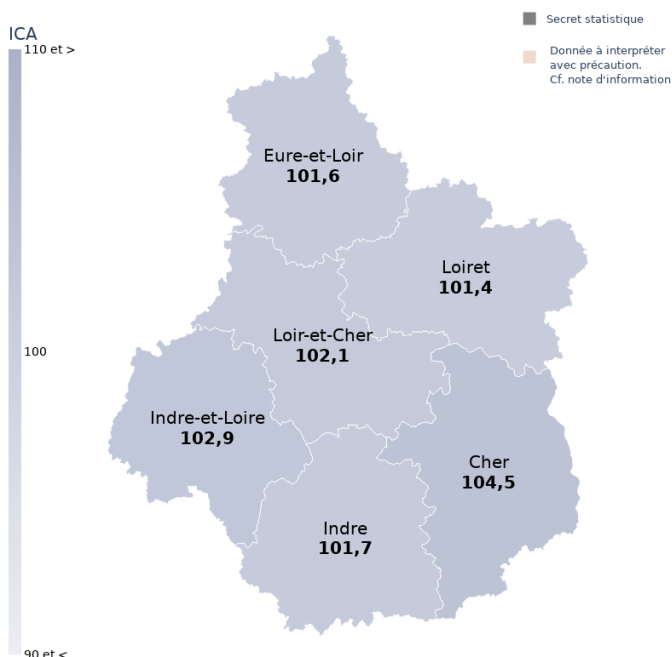 Secret statistique
ICA
110 et >
Donnée à interpréter
avec précaution.
Cf. note d'information
Eure-et-Loir
101,6
Loiret
101,4
Loir-et-Cher
102,1
100
Indre-et-Loire
102,9
Cher
104,5
Indre
101,7
90 et <